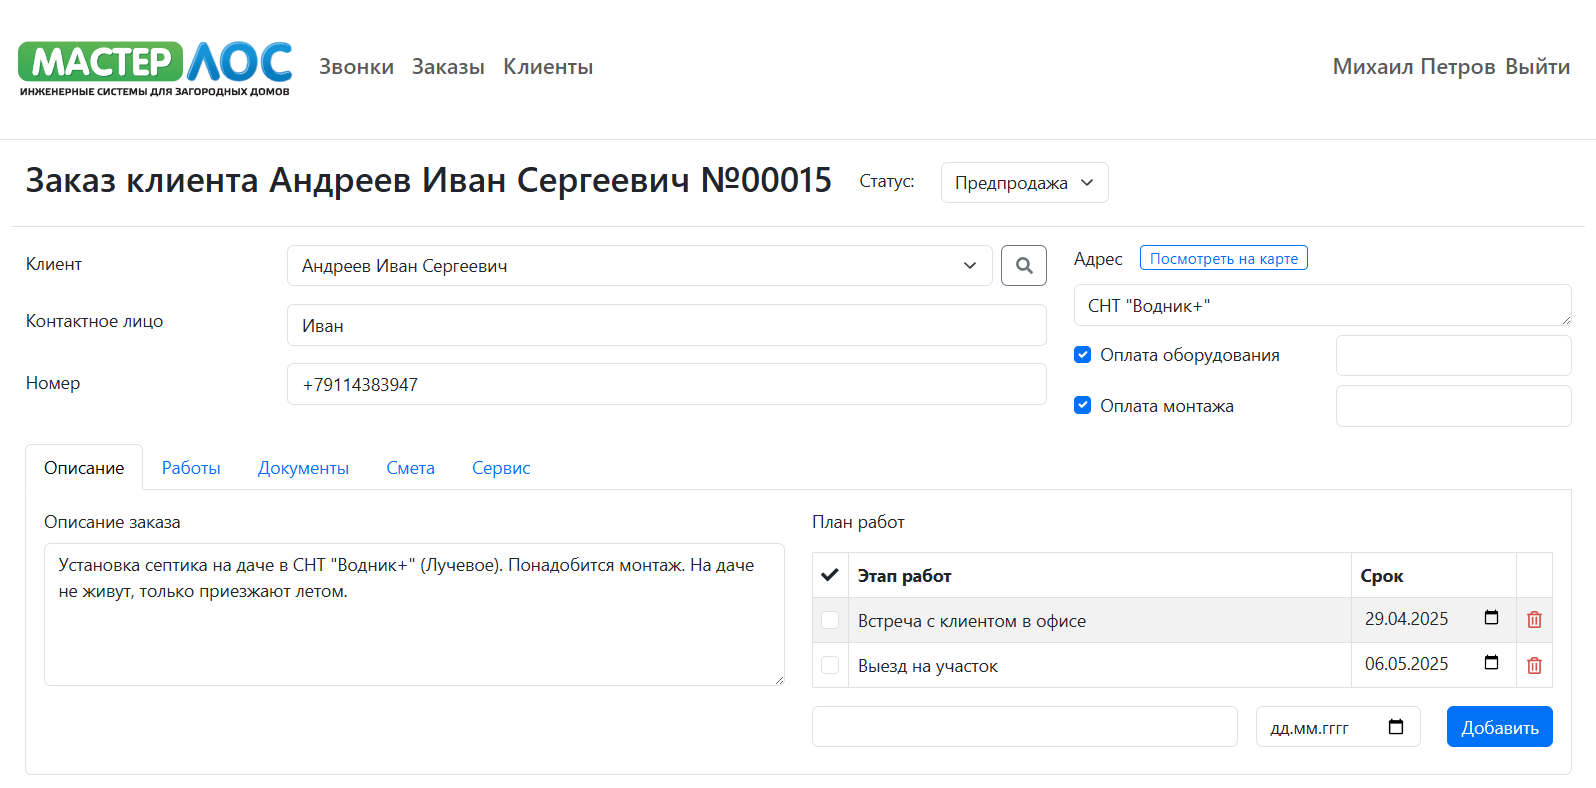 МАСТЕР ЛОС
ИНЖЕНЕРНЫЕ СИСТЕМЫ ДЛЯ ЗАГОРОДНЫХ ДОМОВ
Звонки Заказы Клиенты
Михаил Петров Выйти
Заказ клиента Андреев Иван Сергеевич №00015
Статус: Предпродажа
Клиент Андреев Иван Сергеевич
Контактное лицо Иван
Номер +79114383947
Адрес Посмотреть на карте
СНТ "Водник+"
Оплата оборудования
Оплата монтажа
Описание Работы Документы Смета Сервис
Описание заказа
Установка септика на даче в СНТ "Водник+" (Лучевое). Понадобится монтаж. На даче
не живут, только приезжают летом.
План работ
Этап работ Срок
Встреча с клиентом в офисе 29.04.2025
Выезд на участок 06.05.2025
дд.мм.гггг Добавить